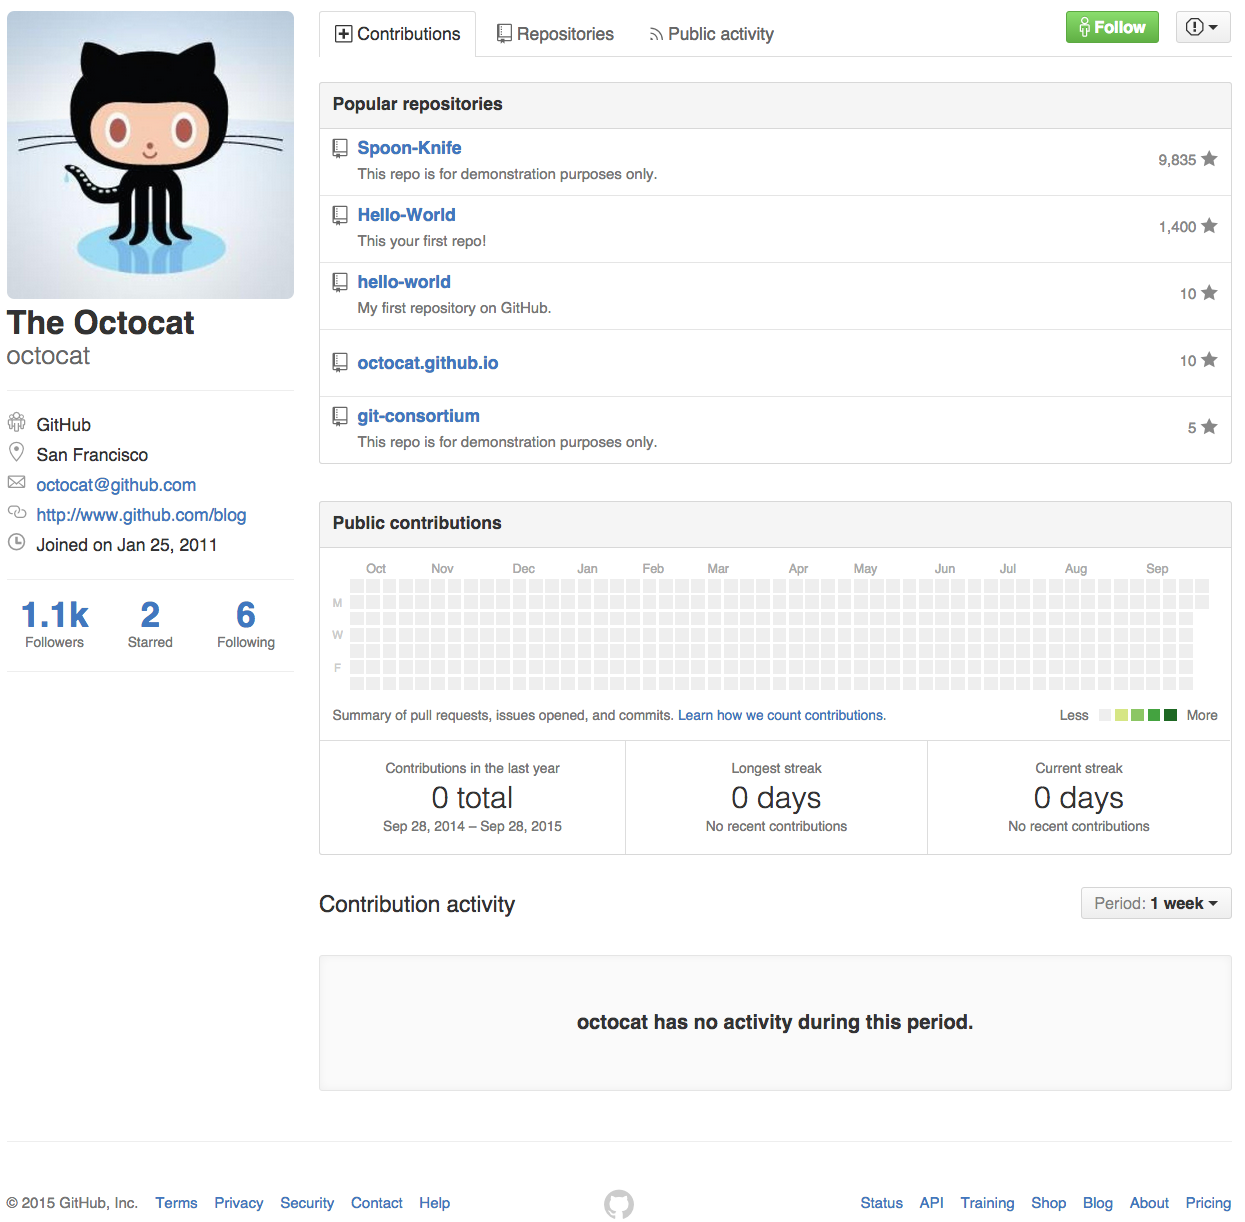 Contributions
Repositories
Public activity
Follow
The Octocat
octocat
GitHub
San Francisco
octocat@github.com
http://www.github.com/blog
Joined on Jan 25, 2011
1.1k 2 6
Followers Starred Following
Popular repositories
Spoon-Knife
This repo is for demonstration purposes only.
9,835
Hello-World
This your first repo!
1,400
hello-world
My first repository on GitHub.
10
octocat.github.io
10
git-consortium
This repo is for demonstration purposes only.
5
Public contributions
Oct Nov Dec Jan Feb Mar Apr May Jun Jul Aug Sep
M
W
F
Summary of pull requests, issues opened, and commits. Learn how we count contributions.
Less More
Contributions in the last year
0 total
Sep 28, 2014 – Sep 28, 2015
Longest streak
0 days
No recent contributions
Current streak
0 days
No recent contributions
Contribution activity
Period: 1 week
octocat has no activity during this period.
© 2015 GitHub, Inc. Terms Privacy Security Contact Help
Status API Training Shop Blog About Pricing